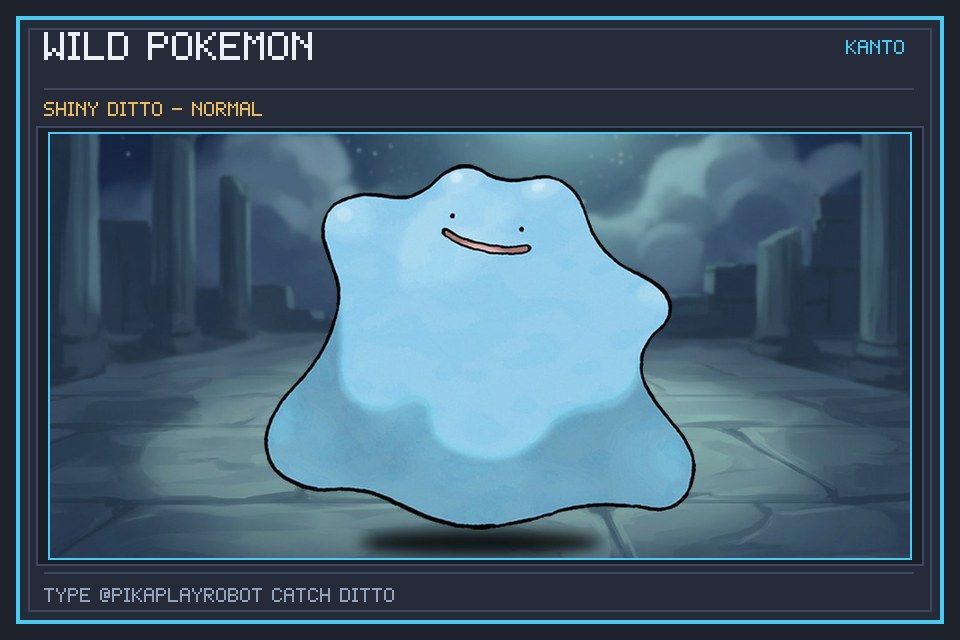 WILD POKEMON
KANTO
SHINY DITTO - NORMAL
TYPE @PIKAPLAYROBOT CATCH DITTO